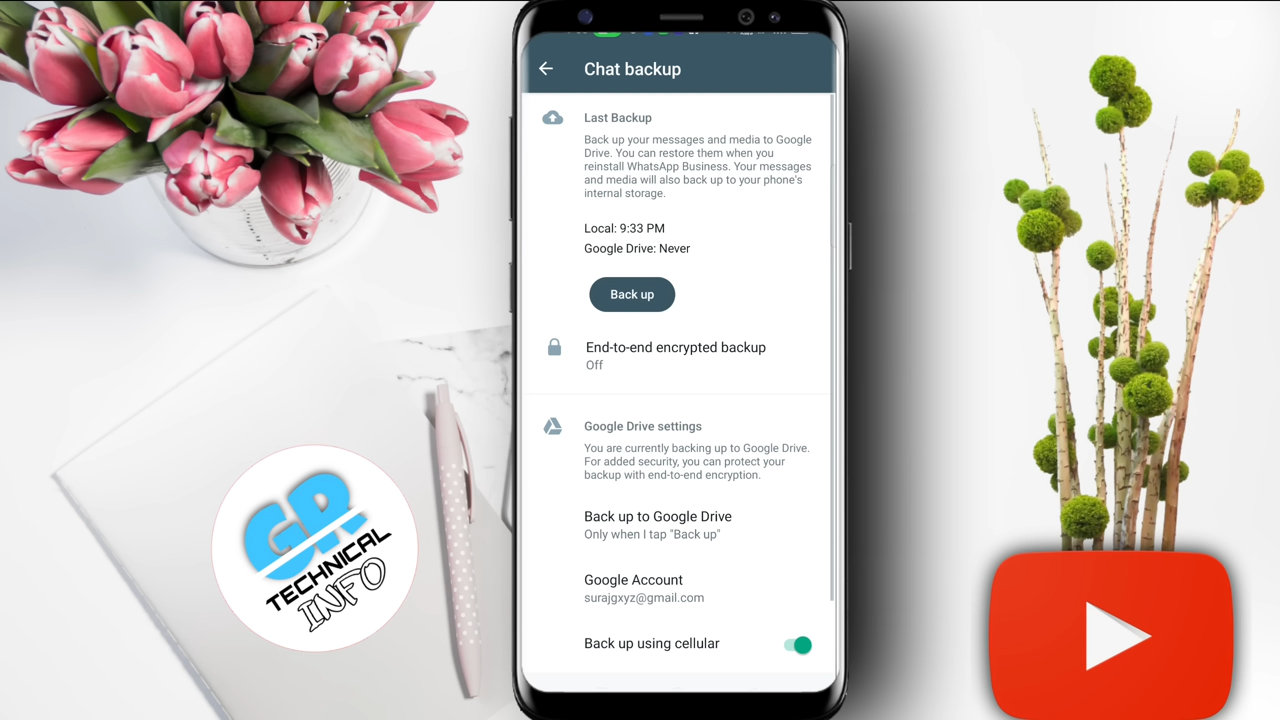 Chat backup
Last Backup
Back up your messages and media to Google
Drive. You can restore them when you
reinstall WhatsApp Business. Your messages
and media will also back up to your phone's
internal storage.
Local: 9:33 PM
Google Drive: Never
Back up
End-to-end encrypted backup
Off
Google Drive settings
You are currently backing up to Google Drive.
For added security, you can protect your
backup with end-to-end encryption.
Back up to Google Drive
Only when I tap "Back up"
Google Account
surajgxyz@gmail.com
Back up using cellular
GR
TECHNICAL
INFO